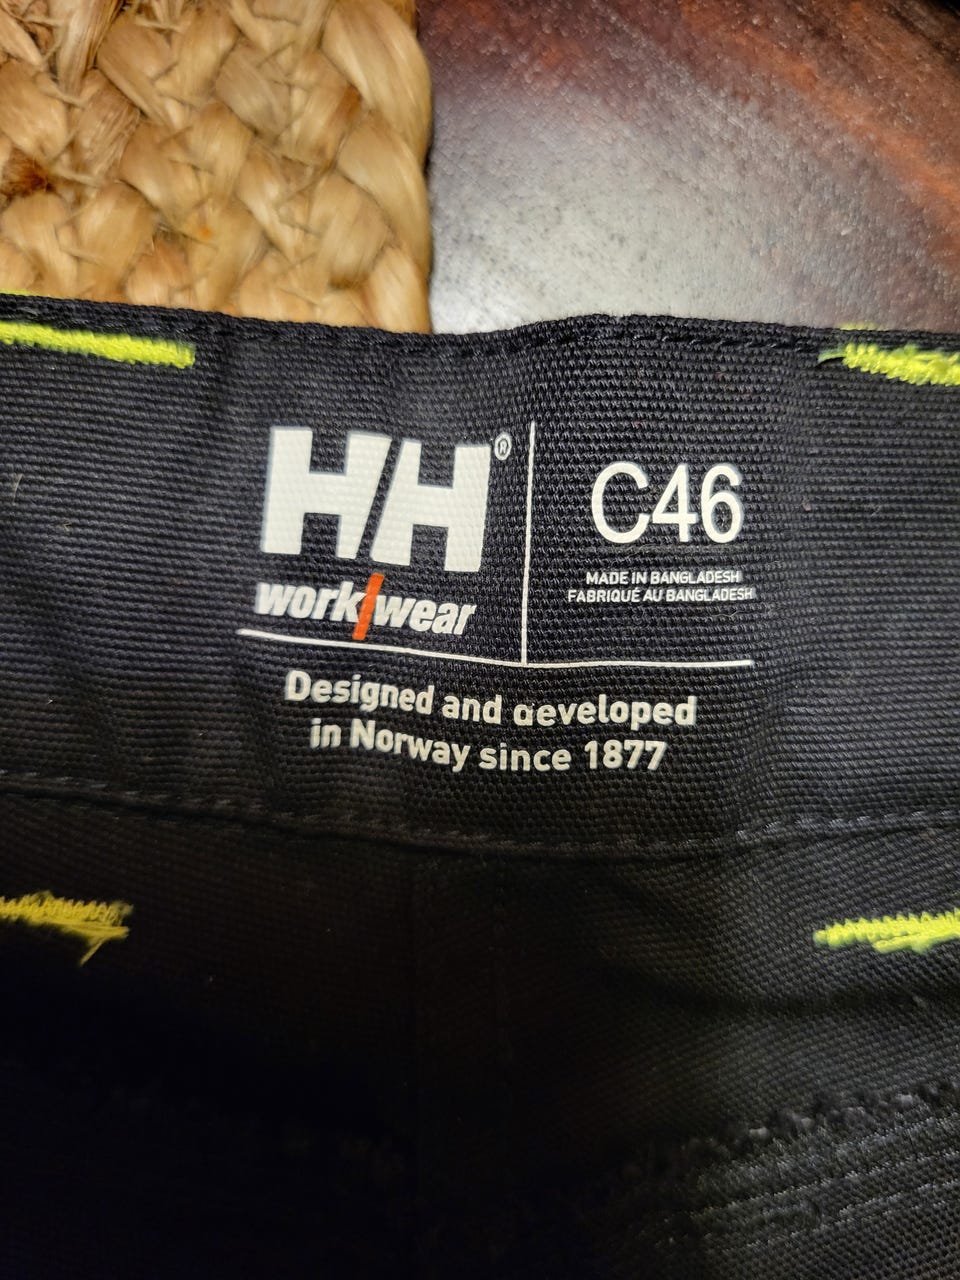 HH®
work/wear
C46
MADE IN BANGLADESH
FABRIQUÉ AU BANGLADESH
Designed and developed
in Norway since 1877